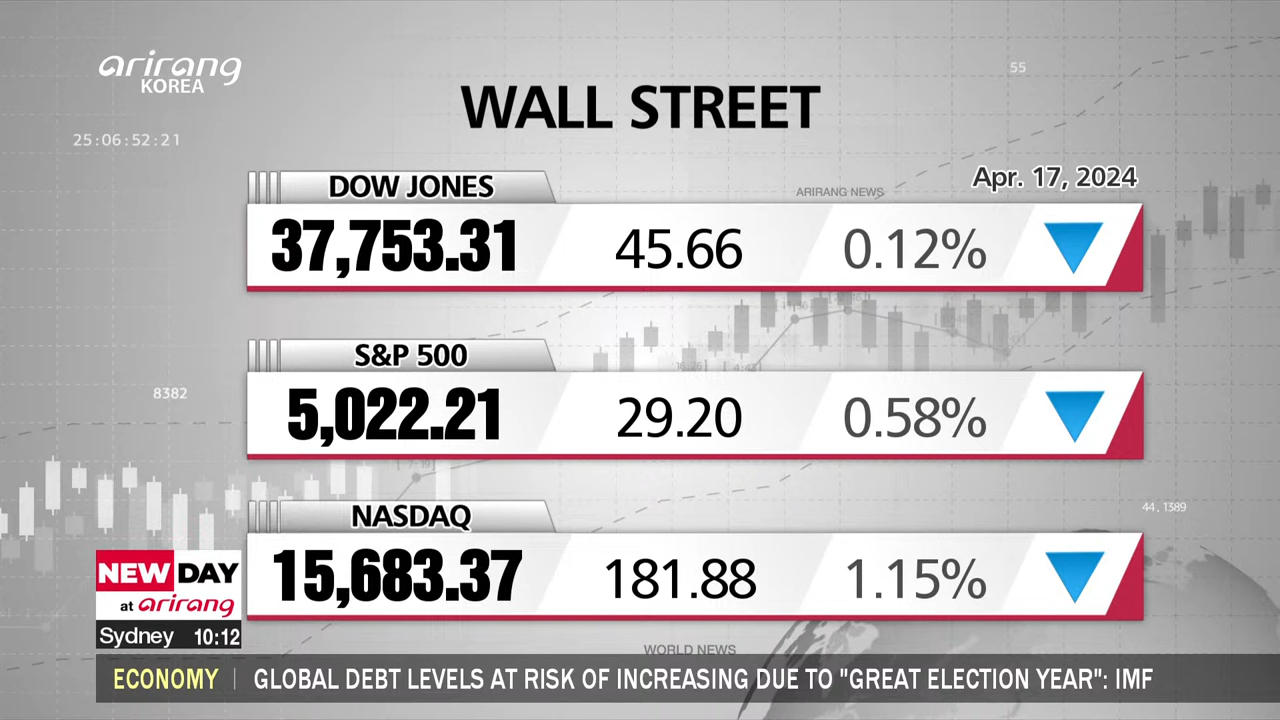 arirang
KOREA
WALL STREET
55
25:06:52:21
Apr. 17, 2024
ARIRANG NEWS
DOW JONES
37,753.31 45.66 0.12%
S&P 500
5,022.21 29.20 0.58%
8382
NASDAQ
15,683.37 181.88 1.15%
44,1389
NEW DAY
at arirang
Sydney 10:12
WORLD NEWS
ECONOMY GLOBAL DEBT LEVELS AT RISK OF INCREASING DUE TO "GREAT ELECTION YEAR": IMF